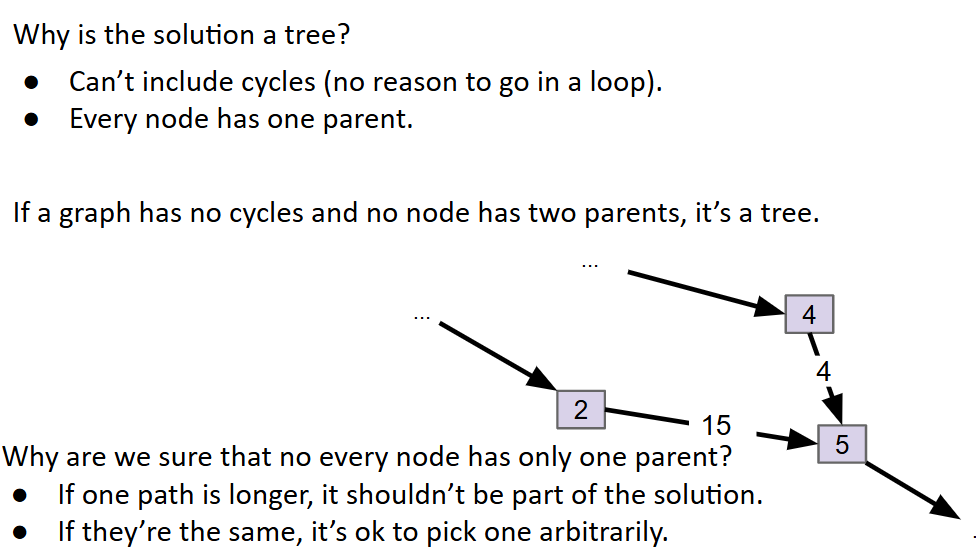 Why is the solution a tree?
● Can't include cycles (no reason to go in a loop).
● Every node has one parent.
If a graph has no cycles and no node has two parents, it's a tree.
...
4
...
4
2
15
5
Why are we sure that no every node has only one parent?
● If one path is longer, it shouldn't be part of the solution.
● If they're the same, it's ok to pick one arbitrarily.